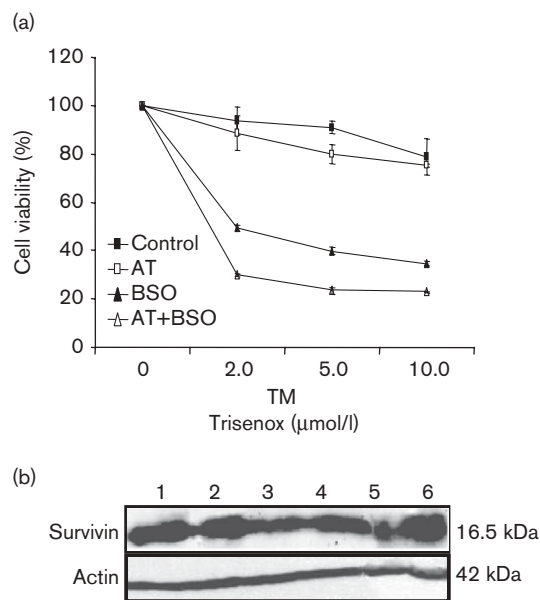 (a)
120
100
80
60
40
20
0
Cell viability (%)
Control
AT
BSO
AT+BSO
0 2.0 5.0 10.0
TM
Trisenox (μmol/l)
(b)
1 2 3 4 5 6
Survivin 16.5 kDa
Actin 42 kDa